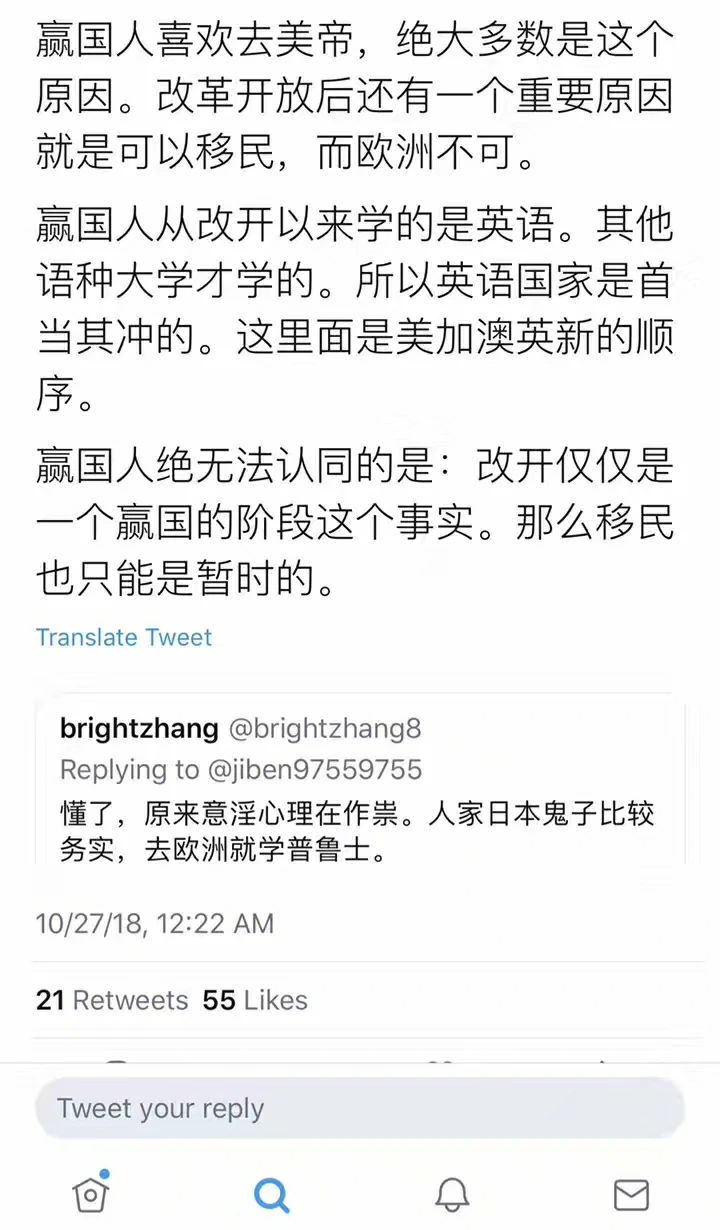 赢国人喜欢去美帝，绝大多数是这个
原因。改革开放后还有一个重要原因
就是可以移民，而欧洲不可。
赢国人从改开以来学的是英语。其他
语种大学才学的。所以英语国家是首
当其冲的。这里面是美加澳英新的顺
序。
赢国人绝无法认同的是：改开仅仅是
一个赢国的阶段这个事实。那么移民
也只能是暂时的。
Translate Tweet
brightzhang @brightzhang8
Replying to @jiben97559755
懂了，原来意淫心理在作祟。人家日本鬼子比较
务实，去欧洲就学普鲁士。
10/27/18, 12:22 AM
21 Retweets 55 Likes
Tweet your reply